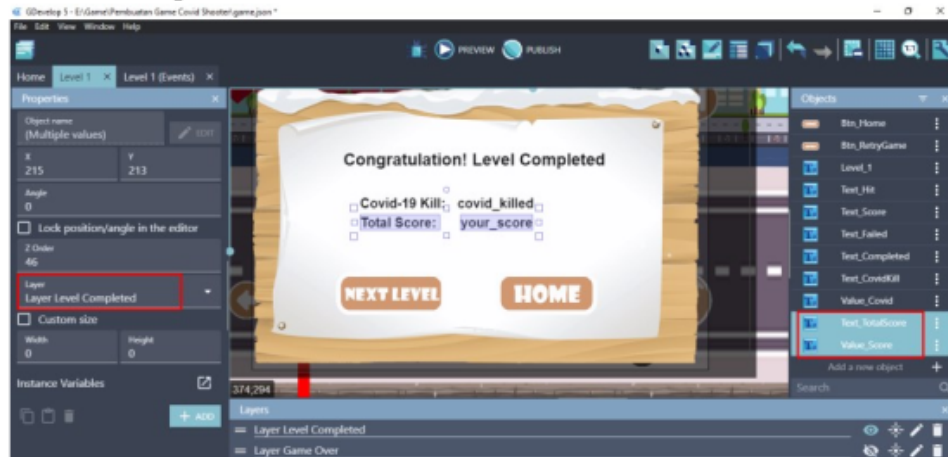 GDevelop 5 - E:\Game\Pembuatan Game Covid Shooter\game.json *
File Edit View Window Help
PREVIEW PUBLISH
Home Level 1 × Level 1 (Events) ×
Properties ×
Object name
(Multiple values)
EDIT
X Y
215 213
Angle
0
Lock position/angle in the editor
Z Order
46
Layer
Layer Level Completed
Custom size
Width Height
0 0
Instance Variables
+ ADD
Congratulation! Level Completed
Covid-19 Kill: covid_killed
Total Score: your_score
NEXT LEVEL HOME
374;294
Layers
Layer Level Completed
Layer Game Over
Objects
Btn_Home
Btn_RetryGame
Level_1
Text_Hit
Text_Score
Text_Failed
Text_Completed
Text_CovidKill
Value_Covid
Text_TotalScore
Value_Score
Add a new object +
Search